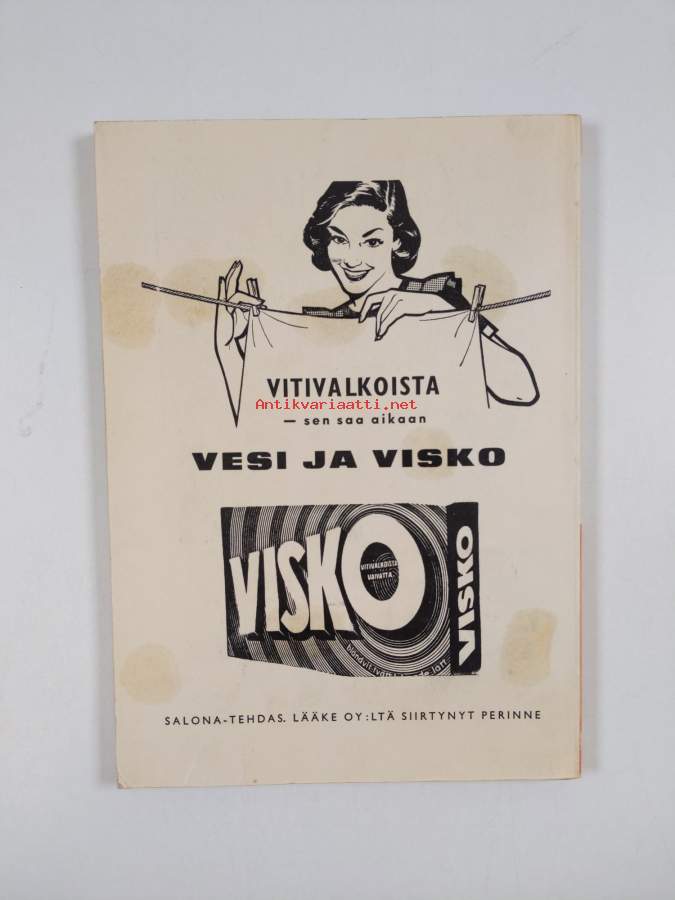 VITIVALKOISTA
Antikvariaatti.net
— sen saa aikaan
VESI JA VISKO
VISKO
VITIVALKOISTA
VAIVATTA
VISKO
SALONA-TEHDAS. LÄÄKE OY:LTÄ SIIRTYNYT PERINNE